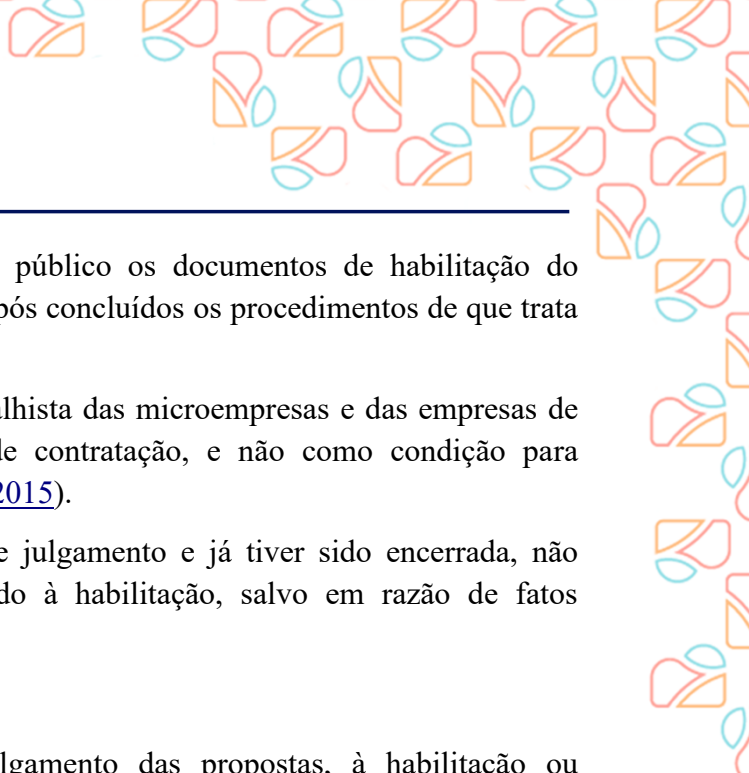 público os documentos de habilitação do
pós concluídos os procedimentos de que trata
alhista das microempresas e das empresas de
de contratação, e não como condição para
2015).
e julgamento e já tiver sido encerrada, não
do à habilitação, salvo em razão de fatos
lgamento das propostas, à habilitação ou